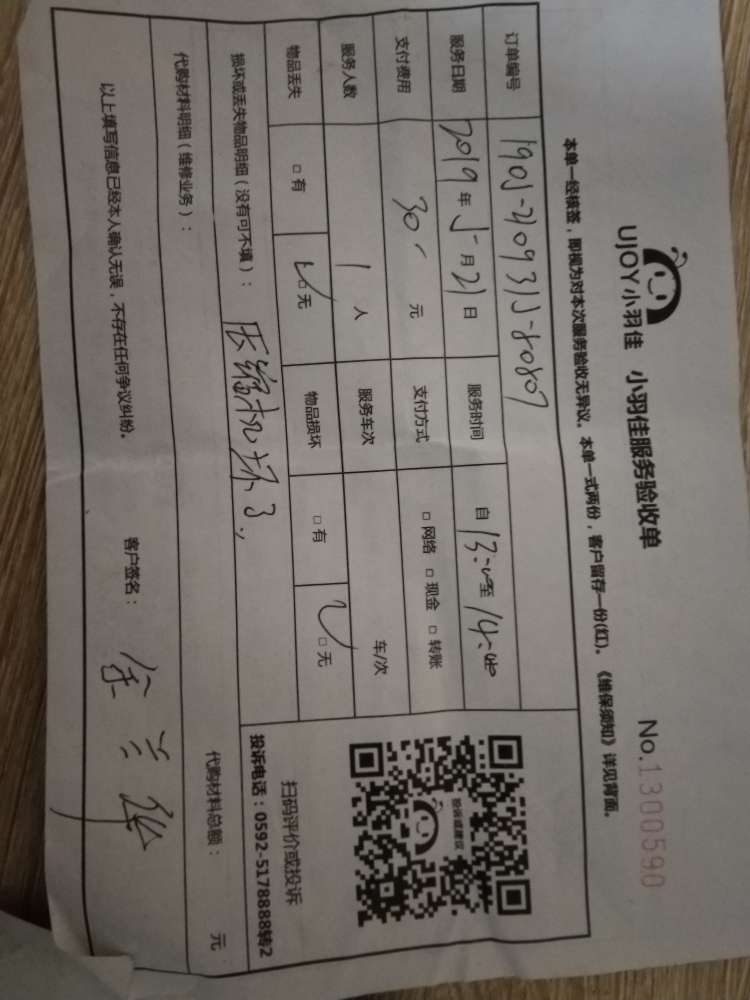 UJOY小羽佳 小羽佳服务验收单 No.1300590
本单一经核签，即视为对本次服务验收无异议。本单一式两份，客户留存一份(红)。《维保须知》详见背面。
订单编号
服务日期 2019年5月21日 服务时间 自13:00至14:00
支付费用 30- 元 支付方式 □网络 □现金 □转账
服务人数 1 人 服务车次 车/次
物品丢失 □有 □无 物品损坏 □有 □无
损坏或丢失物品明细（没有可不填）： 压缩机坏了、
代购材料明细（维修业务）： 代购材料总额： 元
以上填写信息已经本人确认无误，不存在任何争议纠纷。 客户签名：
投诉或建议
扫码评价或投诉
投诉电话：0592-5178888转2